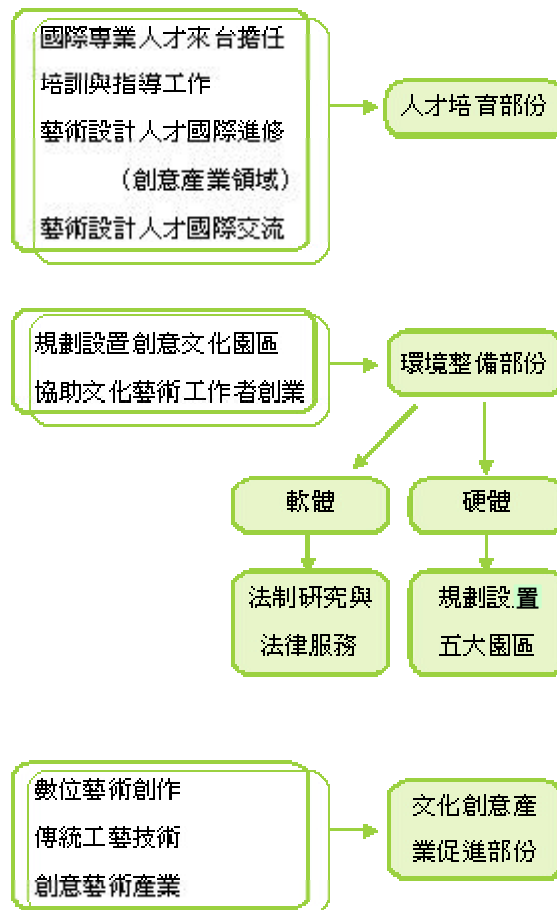 國際專業人才來台擔任
培訓與指導工作
藝術設計人才國際進修
（創意產業領域）
藝術設計人才國際交流
人才培育部份
規劃設置創意文化園區
協助文化藝術工作者創業
環境整備部份
軟體
硬體
法制研究與
法律服務
規劃設置
五大園區
數位藝術創作
傳統工藝技術
創意藝術產業
文化創意產
業促進部份